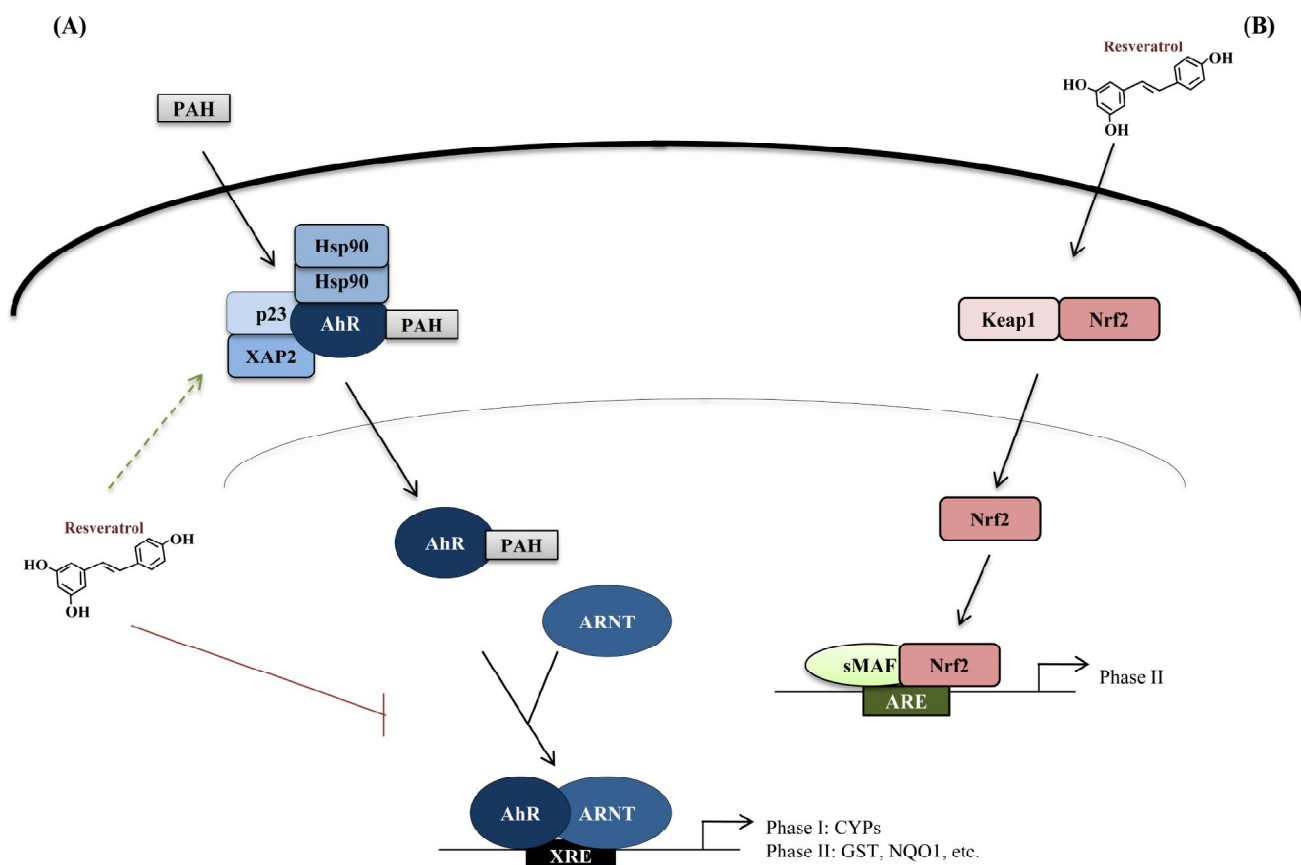 (A)
(B)
Resveratrol
OH
HO
OH
PAH
Hsp90
Hsp90
p23
AhR
PAH
XAP2
Keap1
Nrf2
Resveratrol
OH
HO
OH
AhR
PAH
Nrf2
ARNT
sMAF
Nrf2
ARE
Phase II
AhR
ARNT
XRE
Phase I: CYPs
Phase II: GST, NQO1, etc.